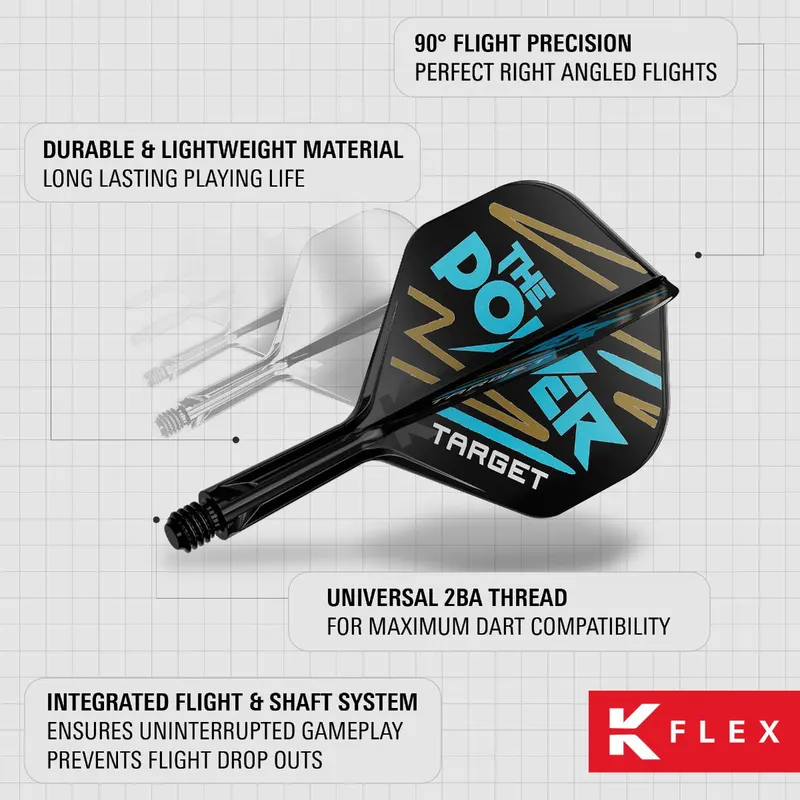 90° FLIGHT PRECISION
PERFECT RIGHT ANGLED FLIGHTS
DURABLE & LIGHTWEIGHT MATERIAL
LONG LASTING PLAYING LIFE
THE
POWER
TARGET
TARGET
UNIVERSAL 2BA THREAD
FOR MAXIMUM DART COMPATIBILITY
INTEGRATED FLIGHT & SHAFT SYSTEM
ENSURES UNINTERRUPTED GAMEPLAY
PREVENTS FLIGHT DROP OUTS
K FLEX